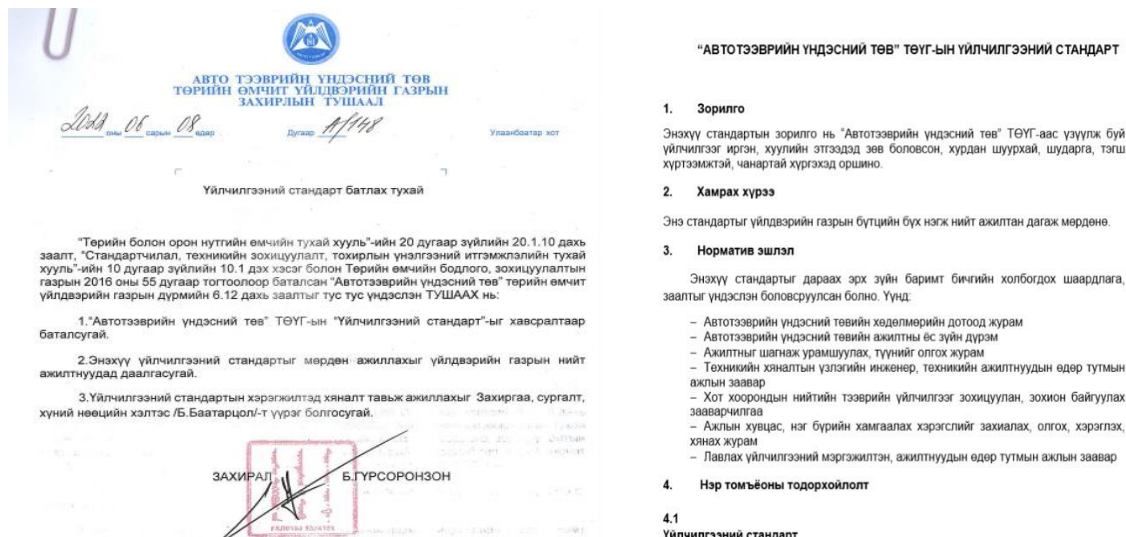 АВТО ТЭЭВРИЙН ҮНДЭСНИЙ ТӨВ
ТӨРИЙН ӨМЧИТ ҮЙЛДВЭРИЙН ГАЗРЫН
ЗАХИРЛЫН ТУШААЛ
2022 оны 06 сарын 08 өдөр Дугаар А/148 Улаанбаатар хот
Үйлчилгээний стандарт батлах тухай
"Төрийн болон орон нутгийн өмчийн тухай хууль"-ийн 20 дугаар зүйлийн 20.1.10 дахь
заалт, "Стандартчилал, техникийн зохицуулалт, тохирлын үнэлгээний итгэмжлэлийн тухай
хууль"-ийн 10 дугаар зүйлийн 10.1 дэх хэсэг болон Төрийн өмчийн бодлого, зохицуулалтын
газрын 2016 оны 55 дугаар тогтоолоор баталсан "Автотээврийн үндэсний төв" төрийн өмчит
үйлдвэрийн газрын дүрмийн 6.12 дахь заалтыг тус тус үндэслэн ТУШААХ нь:
1."Автотээврийн үндэсний төв" ТӨҮГ-ын "Үйлчилгээний стандарт"-ыг хавсралтаар
баталсугай.
2.Энэхүү үйлчилгээний стандартыг мөрдөн ажиллахыг үйлдвэрийн газрын нийт
ажилтнуудад даалгасугай.
3.Үйлчилгээний стандартын хэрэгжилтэд хяналт тавьж ажиллахыг Захиргаа, сургалт,
хүний нөөцийн хэлтэс /Б.Баатарцол/-т үүрэг болгосугай.
ЗАХИРАЛ Б.ГҮРСОРОНЗОН
"АВТОТЭЭВРИЙН ҮНДЭСНИЙ ТӨВ" ТӨҮГ-ЫН ҮЙЛЧИЛГЭЭНИЙ СТАНДАРТ
1. Зорилго
Энэхүү стандартын зорилго нь "Автотээврийн үндэсний төв" ТӨҮГ-аас үзүүлж буй
үйлчилгээг иргэн, хуулийн этгээдэд зөв боловсон, хурдан шуурхай, шударга, тэгш
хүртээмжтэй, чанартай хүргэхэд оршино.
2. Хамрах хүрээ
Энэ стандартыг үйлдвэрийн газрын бүтцийн бүх нэгж нийт ажилтан дагаж мөрдөнө.
3. Норматив эшлэл
Энэхүү стандартыг дараах эрх зүйн баримт бичгийн холбогдох шаардлага,
заалтыг үндэслэн боловсруулсан болно. Үүнд:
– Автотээврийн үндэсний төвийн хөдөлмөрийн дотоод журам
– Автотээврийн үндэсний төвийн ажилтны ёс зүйн дүрэм
– Ажилтныг шагнаж урамшуулах, түүнийг олгох журам
– Техникийн хяналтын үзлэгийн инженер, техникийн ажилтнуудын өдөр тутмын
ажлын заавар
– Хот хоорондын нийтийн тээврийн үйлчилгээг зохицуулан, зохион байгуулах
зааварчилгаа
– Ажлын хувцас, нэг бүрийн хамгаалах хэрэгслийг захиалах, олгох, хэрэглэх,
хянах журам
– Лавлах үйлчилгээний мэргэжилтэн, ажилтнуудын өдөр тутмын ажлын заавар
4. Нэр томъёоны тодорхойлолт
4.1
Үйлчилгээний стандарт